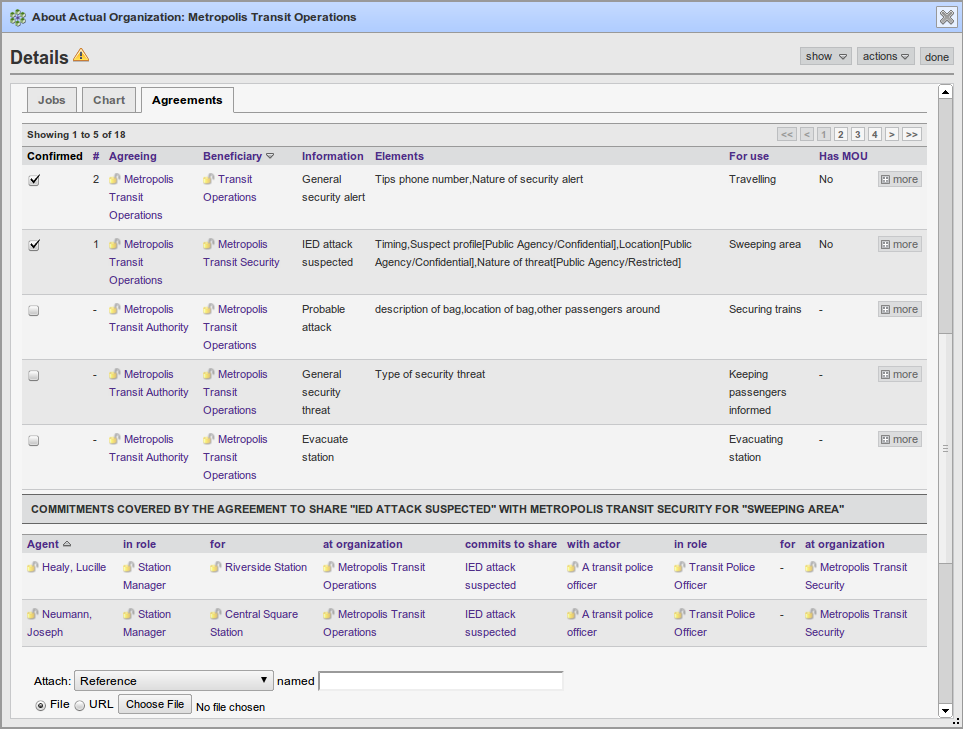 About Actual Organization: Metropolis Transit Operations
Details
show
actions
done
Jobs
Chart
Agreements
Showing 1 to 5 of 18
<< < 1 2 3 4 > >>
Confirmed # Agreeing Beneficiary Information Elements For use Has MOU
2 Metropolis Transit General Tips phone number,Nature of security alert Travelling No more
Transit Operations security alert
Operations
1 Metropolis Metropolis IED attack Timing,Suspect profile[Public Agency/Confidential],Location[Public Sweeping area No more
Transit Transit Security suspected Agency/Confidential],Nature of threat[Public Agency/Restricted]
Operations
- Metropolis Metropolis Probable description of bag,location of bag,other passengers around Securing trains - more
Transit Authority Transit attack
Operations
- Metropolis Metropolis General Type of security threat Keeping - more
Transit Authority Transit security passengers
Operations threat informed
- Metropolis Metropolis Evacuate Evacuating - more
Transit Authority Transit station station
Operations
COMMITMENTS COVERED BY THE AGREEMENT TO SHARE "IED ATTACK SUSPECTED" WITH METROPOLIS TRANSIT SECURITY FOR "SWEEPING AREA"
Agent in role for at organization commits to share with actor in role for at organization
Healy, Lucille Station Riverside Station Metropolis Transit IED attack A transit police Transit Police - Metropolis Transit
Manager Operations suspected officer Officer Security
Neumann, Station Central Square Metropolis Transit IED attack A transit police Transit Police - Metropolis Transit
Joseph Manager Station Operations suspected officer Officer Security
Attach: Reference named
File URL Choose File No file chosen